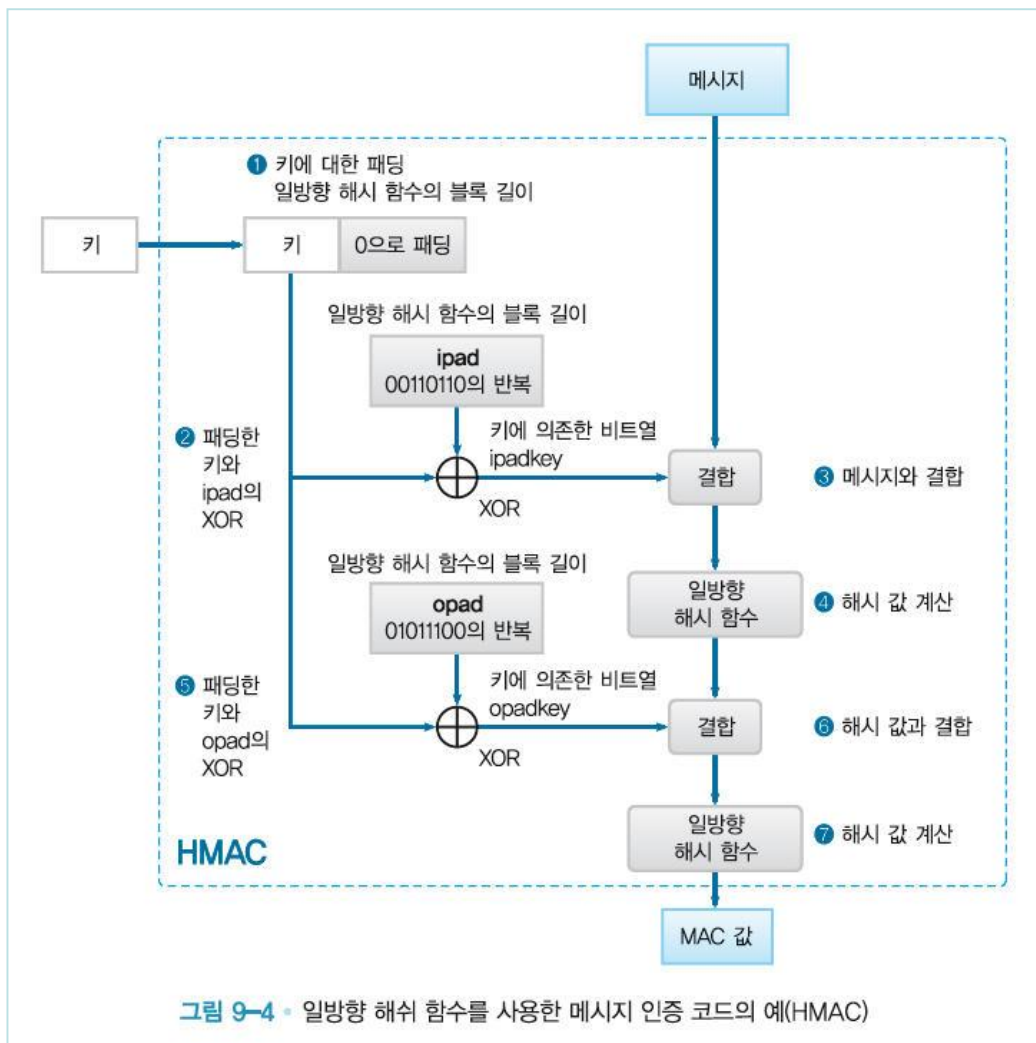 메시지
❶ 키에 대한 패딩
일방향 해시 함수의 블록 길이
키
키
0으로 패딩
일방향 해시 함수의 블록 길이
ipad
00110110의 반복
❷ 패딩한
키와
ipad의
XOR
키에 의존한 비트열
ipadkey
XOR
결합
❸ 메시지와 결합
일방향 해시 함수의 블록 길이
opad
01011100의 반복
일방향
해시 함수
❹ 해시 값 계산
❺ 패딩한
키와
opad의
XOR
키에 의존한 비트열
opadkey
XOR
결합
❻ 해시 값과 결합
일방향
해시 함수
❼ 해시 값 계산
HMAC
MAC 값
그림 9-4 • 일방향 해쉬 함수를 사용한 메시지 인증 코드의 예(HMAC)